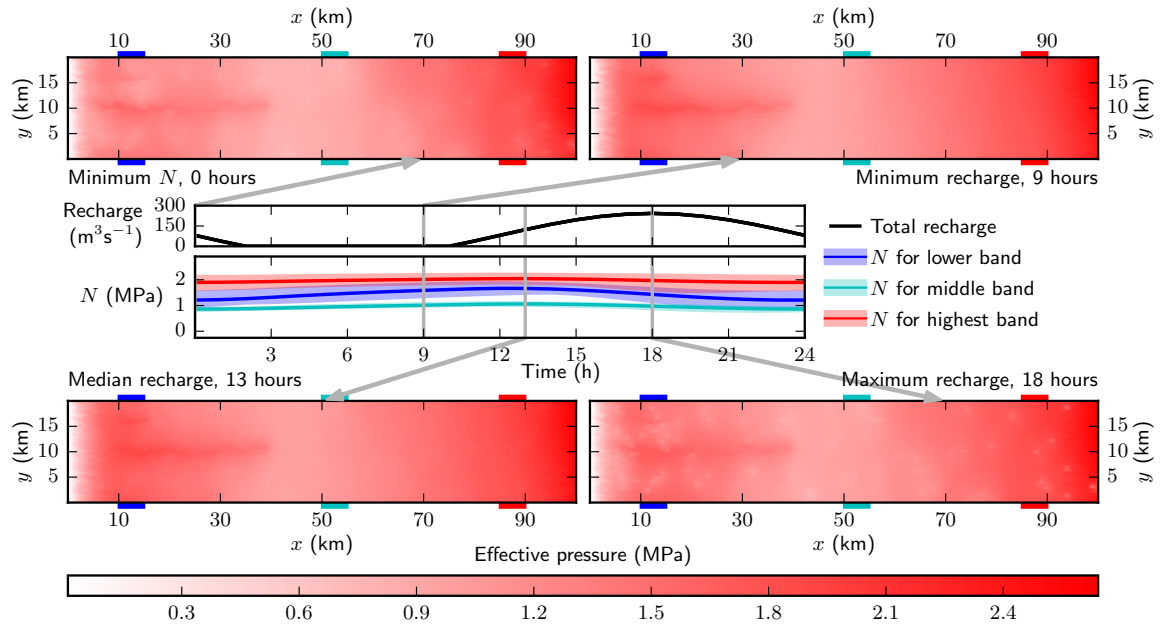 x (km)
10 30 50 70 90
10 30 50 70 90
y (km)
15
10
5
15
10
5
y (km)
Minimum N, 0 hours
Minimum recharge, 9 hours
Recharge
(m³s⁻¹)
300
150
0
N (MPa)
2
1
0
3 6 9 12 15 18 21 24
Time (h)
Total recharge
N for lower band
N for middle band
N for highest band
Median recharge, 13 hours
Maximum recharge, 18 hours
y (km)
15
10
5
15
10
5
y (km)
10 30 50 70 90
10 30 50 70 90
x (km)
x (km)
Effective pressure (MPa)
0.3 0.6 0.9 1.2 1.5 1.8 2.1 2.4